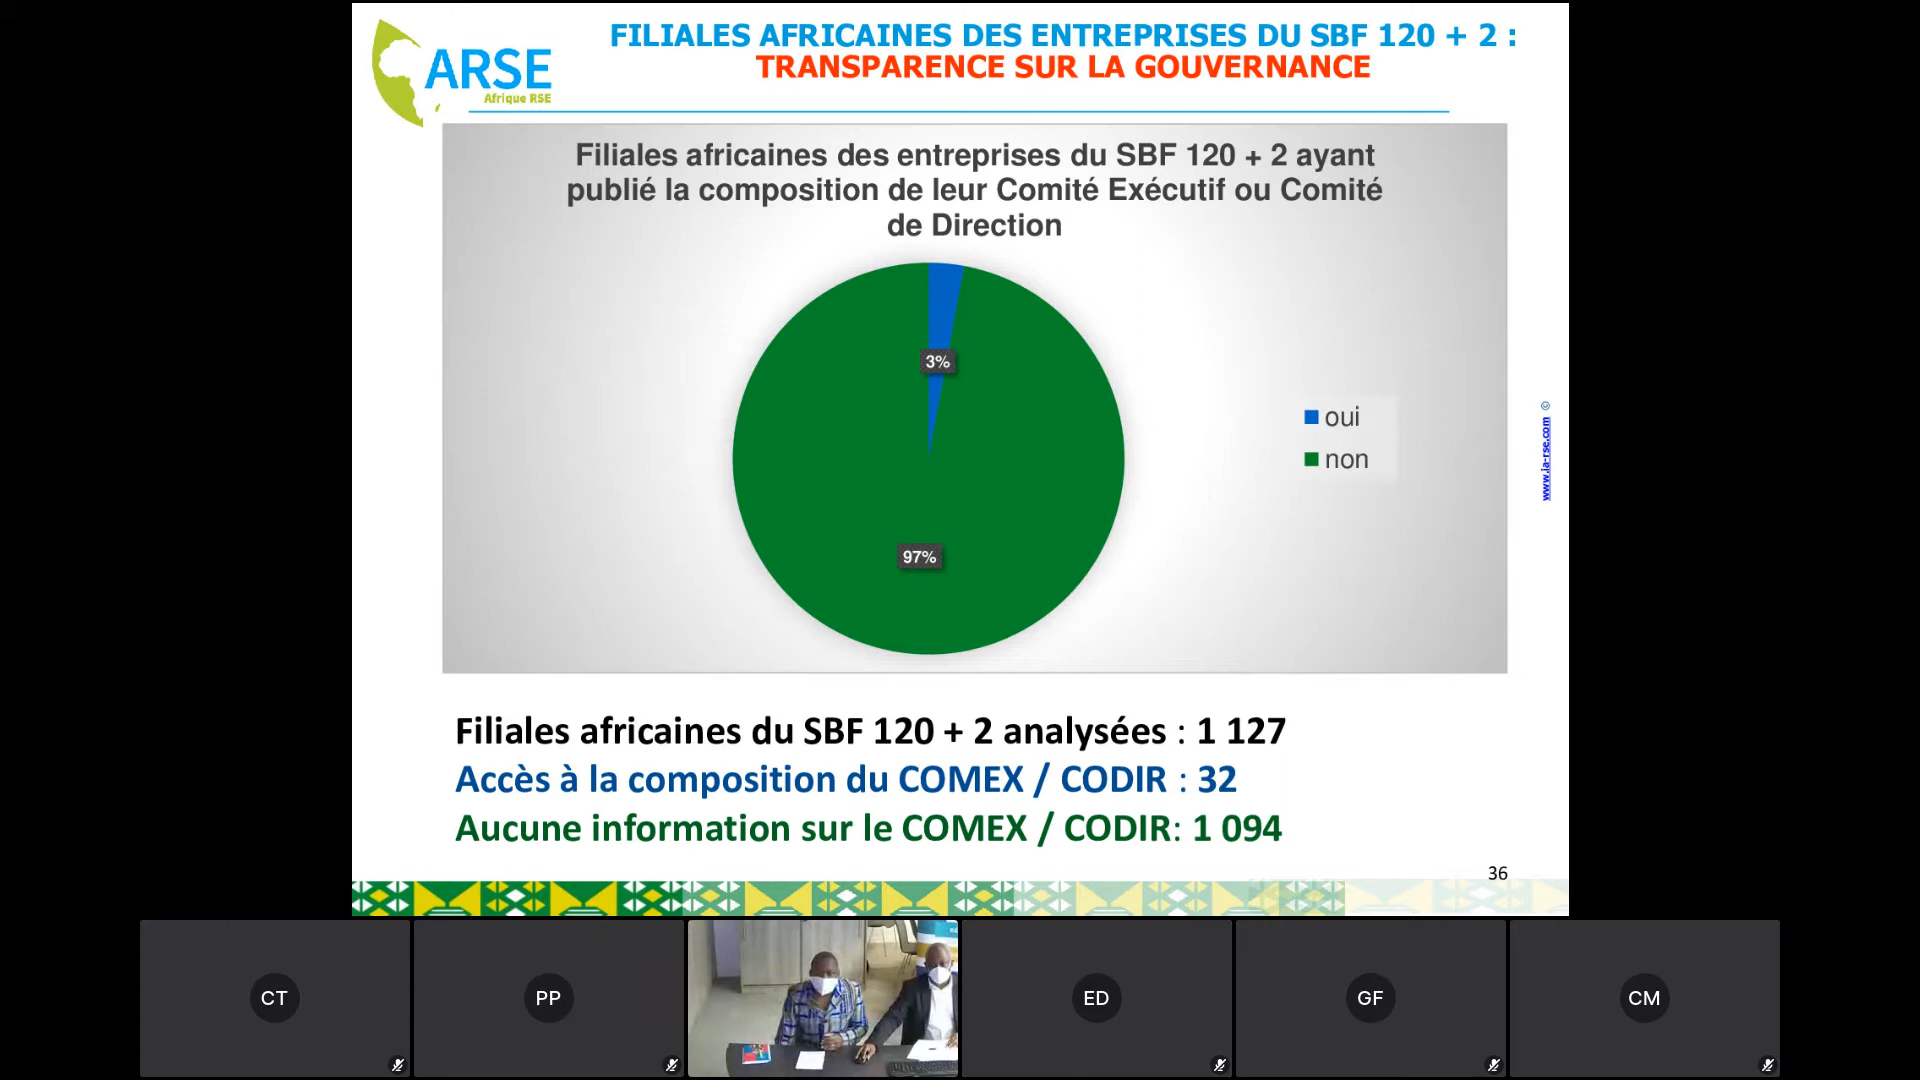 ARSE
Afrique RSE
FILIALES AFRICAINES DES ENTREPRISES DU SBF 120 + 2 :
TRANSPARENCE SUR LA GOUVERNANCE
Filiales africaines des entreprises du SBF 120 + 2 ayant
publié la composition de leur Comité Exécutif ou Comité
de Direction
3%
97%
oui
non
www.ia-rse.com ©
Filiales africaines du SBF 120 + 2 analysées : 1 127
Accès à la composition du COMEX / CODIR : 32
Aucune information sur le COMEX / CODIR: 1 094
36
CT
PP
ED
GF
CM